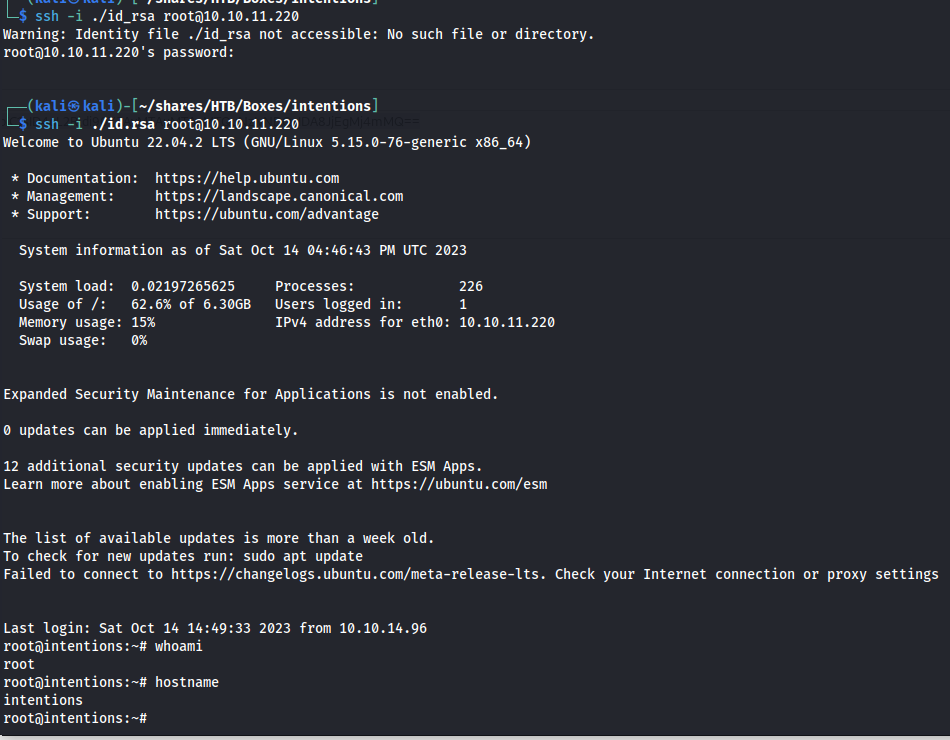 (kali㉿kali)-[~/shares/HTB/Boxes/intentions]
└─$ ssh -i ./id_rsa root@10.10.11.220
Warning: Identity file ./id_rsa not accessible: No such file or directory.
root@10.10.11.220's password:
┌──(kali㉿kali)-[~/shares/HTB/Boxes/intentions]
└─$ ssh -i ./id.rsa root@10.10.11.220
Welcome to Ubuntu 22.04.2 LTS (GNU/Linux 5.15.0-76-generic x86_64)
* Documentation: https://help.ubuntu.com
* Management: https://landscape.canonical.com
* Support: https://ubuntu.com/advantage
System information as of Sat Oct 14 04:46:43 PM UTC 2023
System load: 0.02197265625 Processes: 226
Usage of /: 62.6% of 6.30GB Users logged in: 1
Memory usage: 15% IPv4 address for eth0: 10.10.11.220
Swap usage: 0%
Expanded Security Maintenance for Applications is not enabled.
0 updates can be applied immediately.
12 additional security updates can be applied with ESM Apps.
Learn more about enabling ESM Apps service at https://ubuntu.com/esm
The list of available updates is more than a week old.
To check for new updates run: sudo apt update
Failed to connect to https://changelogs.ubuntu.com/meta-release-lts. Check your Internet connection or proxy settings
Last login: Sat Oct 14 14:49:33 2023 from 10.10.14.96
root@intentions:~# whoami
root
root@intentions:~# hostname
intentions
root@intentions:~#